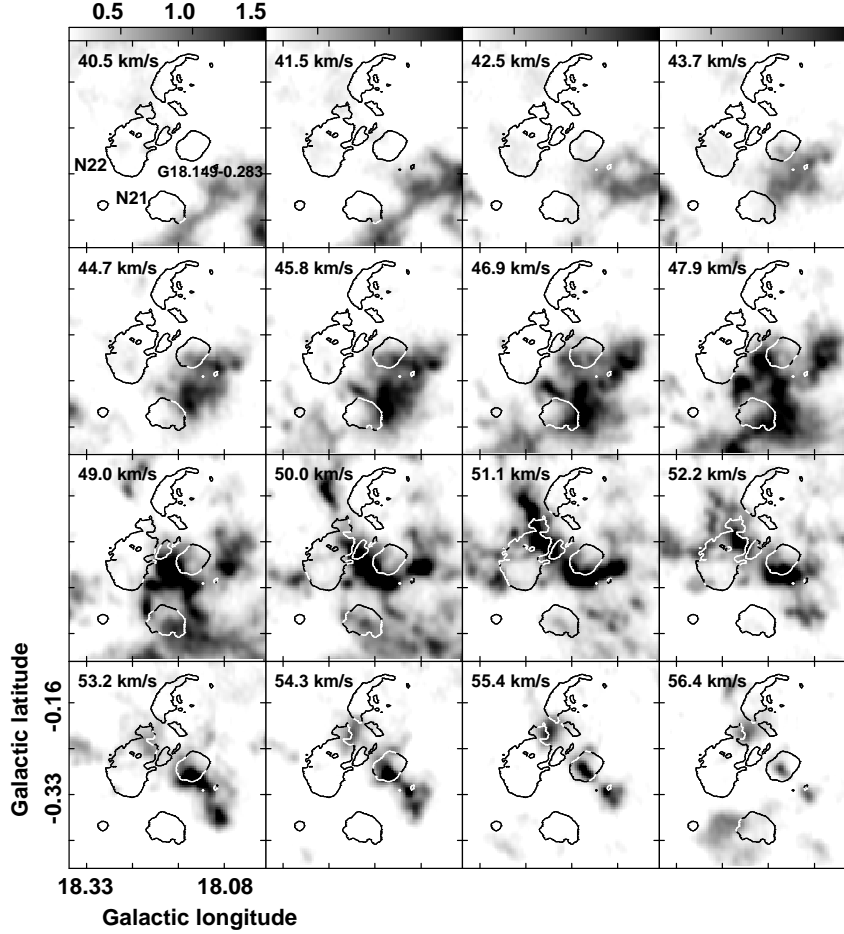 0.5 1.0 1.5
40.5 km/s 41.5 km/s 42.5 km/s 43.7 km/s
N22 G18.149-0.283
N21
44.7 km/s 45.8 km/s 46.9 km/s 47.9 km/s
49.0 km/s 50.0 km/s 51.1 km/s 52.2 km/s
53.2 km/s 54.3 km/s 55.4 km/s 56.4 km/s
Galactic latitude
-0.16
-0.33
18.33 18.08
Galactic longitude